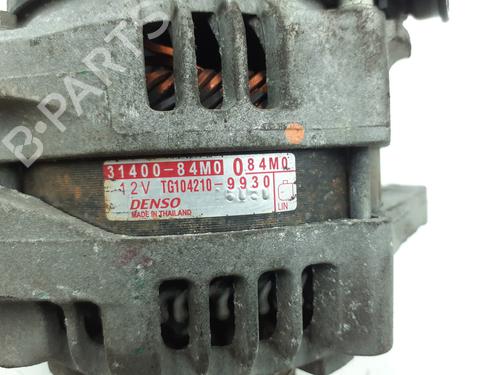 B-PARTS
31400-84M0 084M0
12V TG104210-9930
DENSO
MADE IN THAILAND
LIN